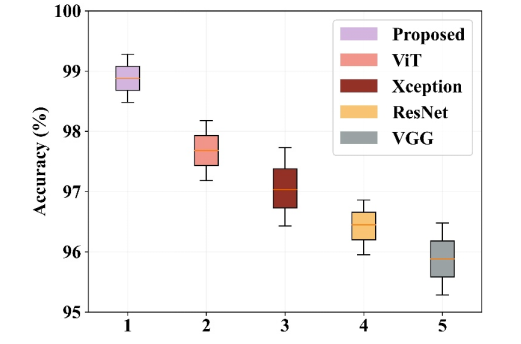 100
99
98
97
96
95
Accuracy (%)
Proposed
ViT
Xception
ResNet
VGG
1 2 3 4 5